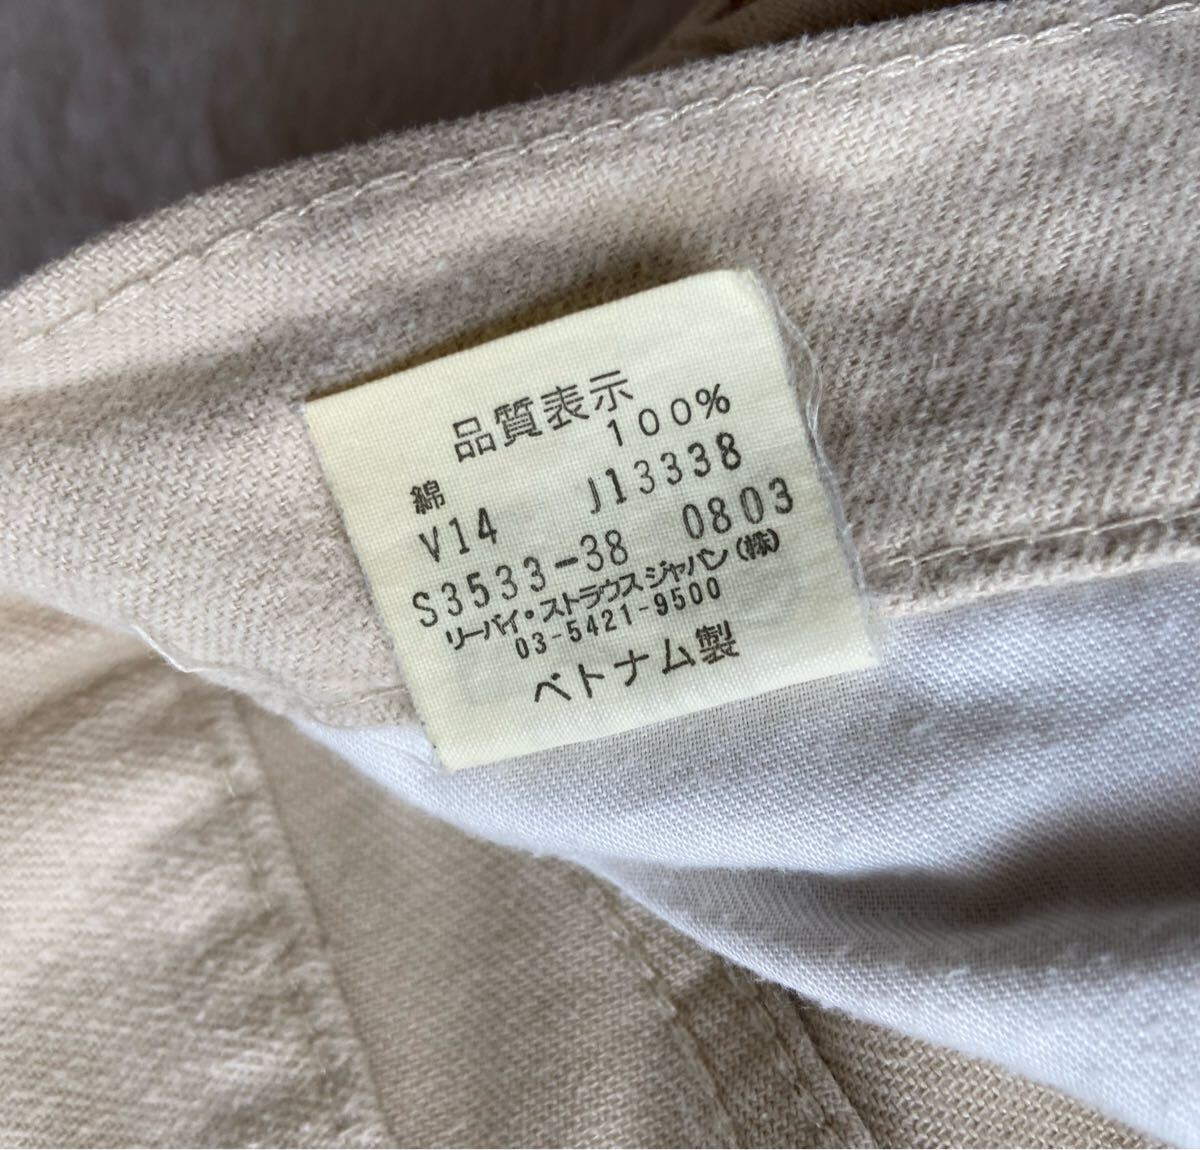 品質表示
綿 100%
V14 J13338
S3533-38 0803
リーバイ・ストラウスジャパン(株)
03-5421-9500
ベトナム製